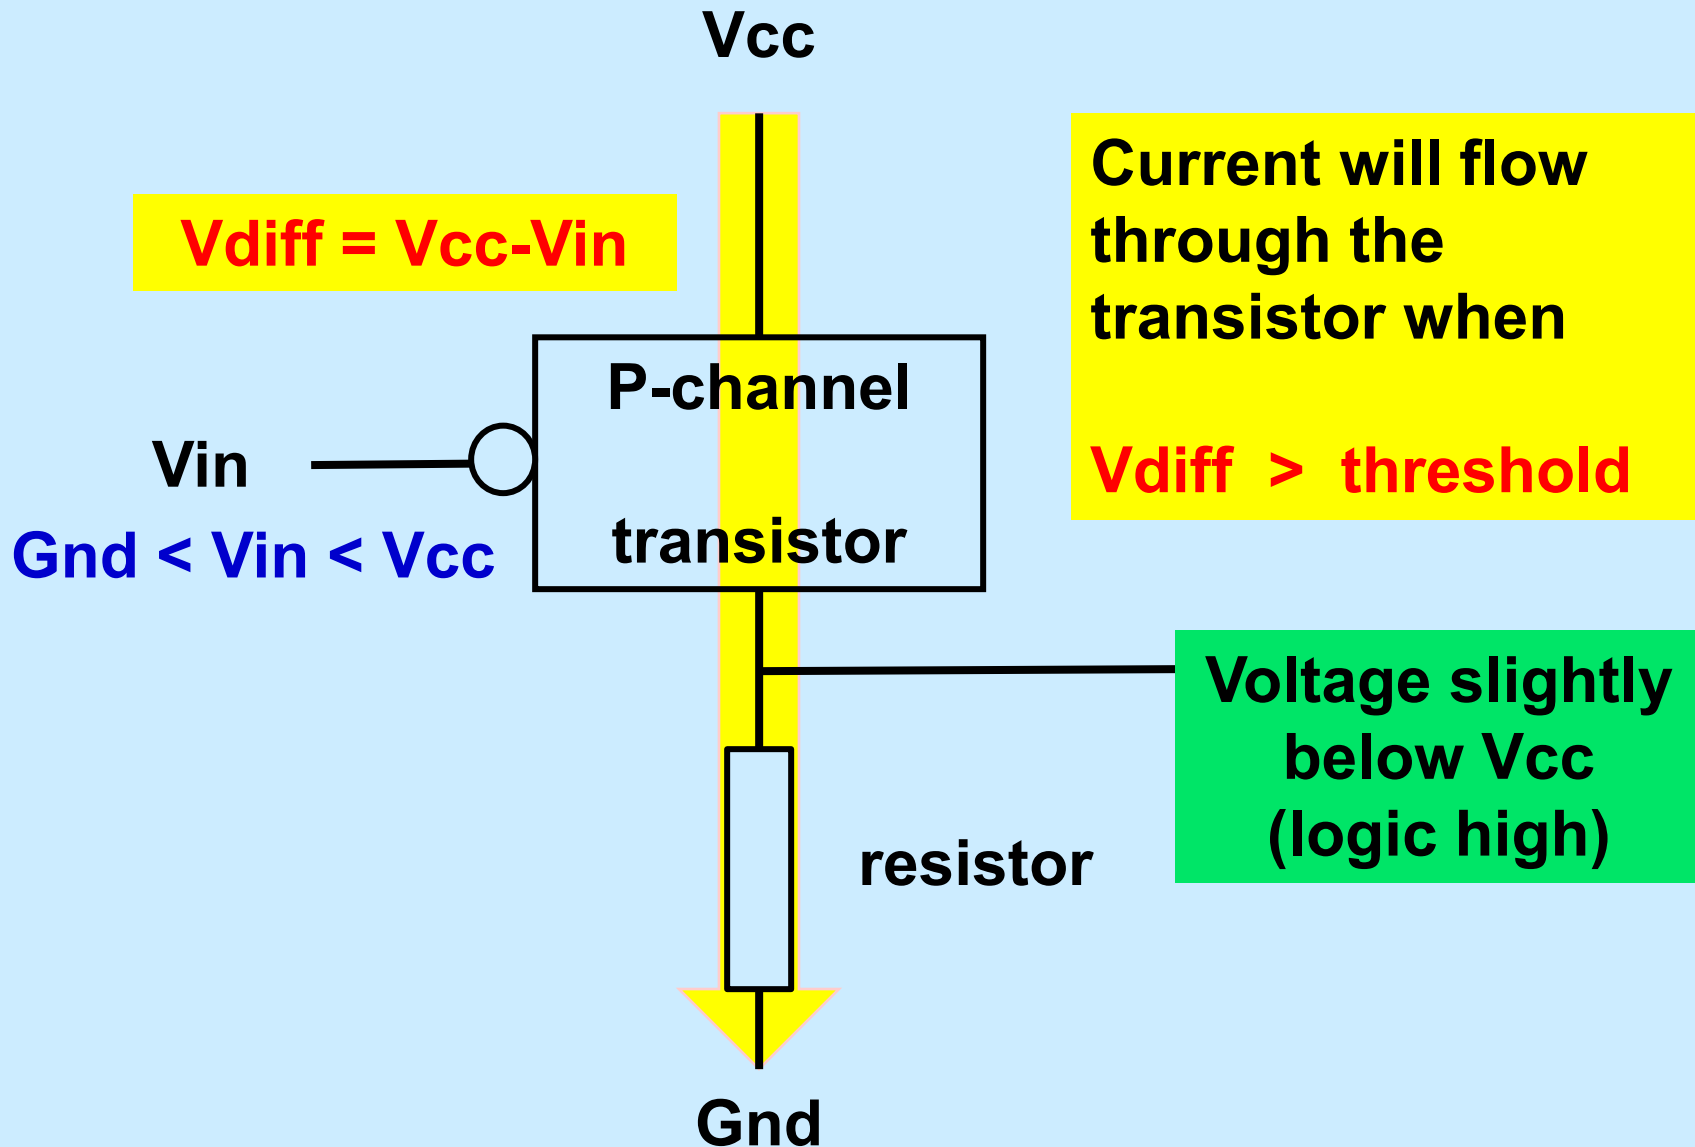 Vcc
Vdiff = Vcc-Vin
Current will flow
through the
transistor when
Vdiff > threshold
P-channel
transistor
Vin
Gnd < Vin < Vcc
Voltage slightly
below Vcc
(logic high)
resistor
Gnd